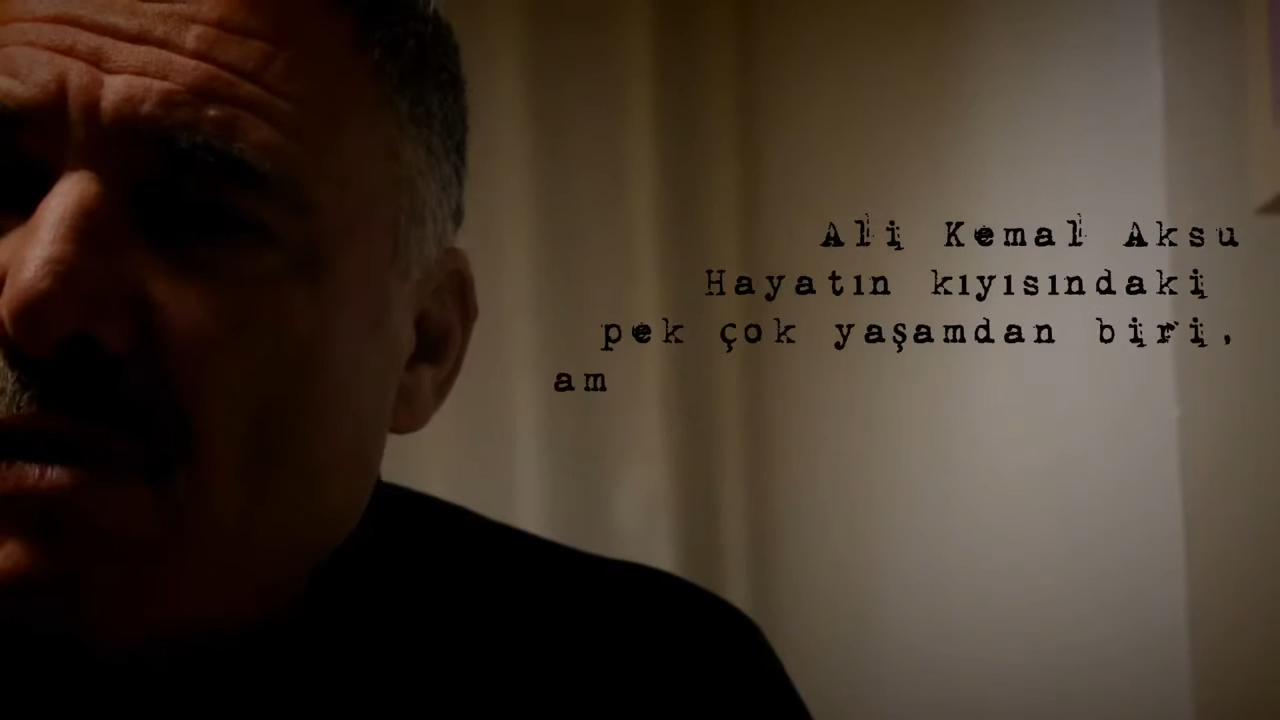 Ali Kemal Aksu
Hayatın kıyısındaki
pek çok yaşamdan biri,
am